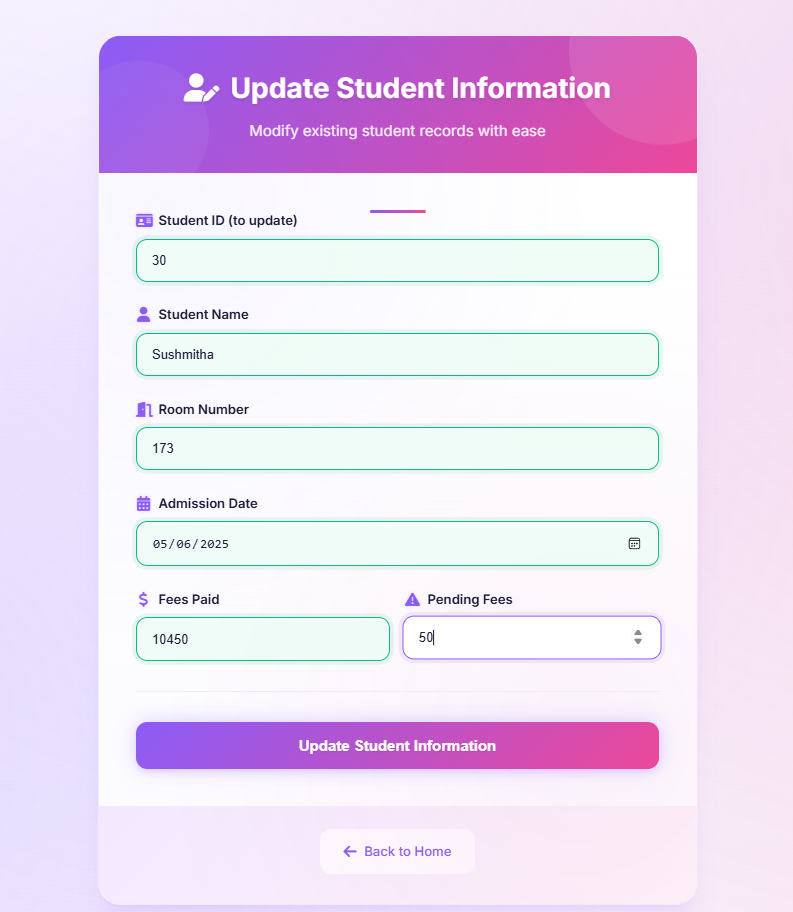 Update Student Information
Modify existing student records with ease
Student ID (to update)
30
Student Name
Sushmitha
Room Number
173
Admission Date
05/06/2025
Fees Paid
Pending Fees
10450
50
Update Student Information
Back to Home